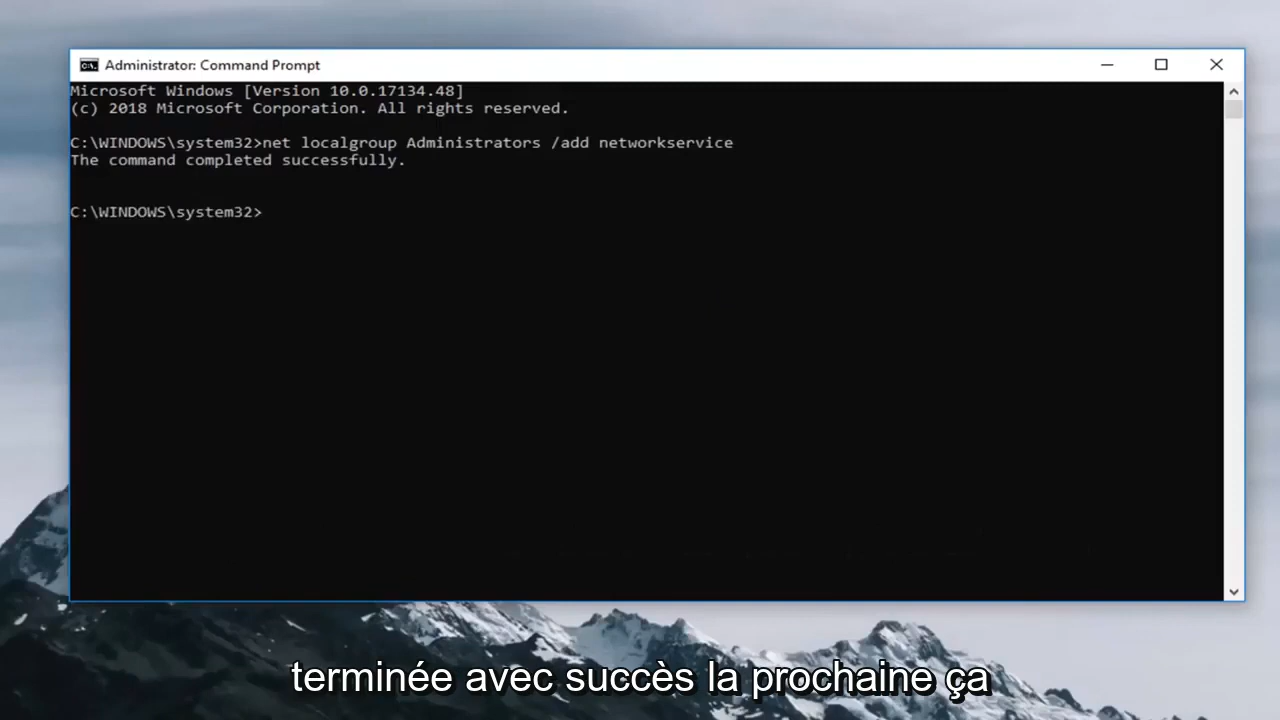 Administrator: Command Prompt
Microsoft Windows [Version 10.0.17134.48]
(c) 2018 Microsoft Corporation. All rights reserved.
C:\WINDOWS\system32>net localgroup Administrators /add networkservice
The command completed successfully.
C:\WINDOWS\system32>
terminée avec succès la prochaine ça